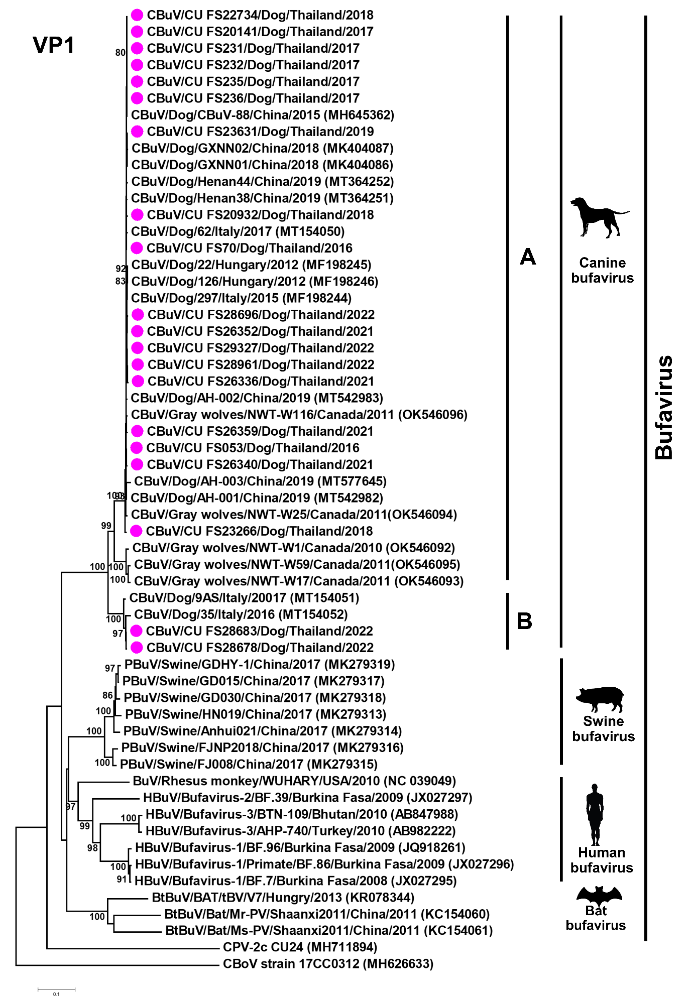 VP1
CBuV/CU FS22734/Dog/Thailand/2018
CBuV/CU FS20141/Dog/Thailand/2017
80
CBuV/CU FS231/Dog/Thailand/2017
CBuV/CU FS232/Dog/Thailand/2017
CBuV/CU FS235/Dog/Thailand/2017
CBuV/CU FS236/Dog/Thailand/2017
CBuV/Dog/CBuV-88/China/2015 (MH645362)
CBuV/CU FS23631/Dog/Thailand/2019
CBuV/Dog/GXNN02/China/2018 (MK404087)
CBuV/Dog/GXNN01/China/2018 (MK404086)
CBuV/Dog/Henan44/China/2019 (MT364252)
CBuV/Dog/Henan38/China/2019 (MT364251)
CBuV/CU FS20932/Dog/Thailand/2018
CBuV/Dog/62/Italy/2017 (MT154050)
CBuV/CU FS70/Dog/Thailand/2016
92
CBuV/Dog/22/Hungary/2012 (MF198245)
83
CBuV/Dog/126/Hungary/2012 (MF198246)
CBuV/Dog/297/Italy/2015 (MF198244)
CBuV/CU FS28696/Dog/Thailand/2022
CBuV/CU FS26352/Dog/Thailand/2021
CBuV/CU FS29327/Dog/Thailand/2022
CBuV/CU FS28961/Dog/Thailand/2022
CBuV/CU FS26336/Dog/Thailand/2021
CBuV/Dog/AH-002/China/2019 (MT542983)
CBuV/Gray wolves/NWT-W116/Canada/2011 (OK546096)
CBuV/CU FS26359/Dog/Thailand/2021
CBuV/CU FS053/Dog/Thailand/2016
CBuV/CU FS26340/Dog/Thailand/2021
CBuV/Dog/AH-003/China/2019 (MT577645)
100
93
CBuV/Dog/AH-001/China/2019 (MT542982)
CBuV/Gray wolves/NWT-W25/Canada/2011(OK546094)
99
CBuV/CU FS23266/Dog/Thailand/2018
CBuV/Gray wolves/NWT-W1/Canada/2010 (OK546092)
100
100
CBuV/Gray wolves/NWT-W59/Canada/2011(OK546095)
100
CBuV/Gray wolves/NWT-W17/Canada/2011 (OK546093)
CBuV/Dog/9AS/Italy/20017 (MT154051)
100
CBuV/Dog/35/Italy/2016 (MT154052)
97
CBuV/CU FS28683/Dog/Thailand/2022
CBuV/CU FS28678/Dog/Thailand/2022
97
PBuV/Swine/GDHY-1/China/2017 (MK279319)
PBuV/Swine/GD015/China/2017 (MK279317)
86
PBuV/Swine/GD030/China/2017 (MK279318)
100
PBuV/Swine/HN019/China/2017 (MK279313)
100
PBuV/Swine/Anhui021/China/2017 (MK279314)
PBuV/Swine/FJNP2018/China/2017 (MK279316)
100
PBuV/Swine/FJ008/China/2017 (MK279315)
BuV/Rhesus monkey/WUHARY/USA/2010 (NC 039049)
97
HBuV/Bufavirus-2/BF.39/Burkina Fasa/2009 (JX027297)
100
HBuV/Bufavirus-3/BTN-109/Bhutan/2010 (AB847988)
99
HBuV/Bufavirus-3/AHP-740/Turkey/2010 (AB982222)
98
HBuV/Bufavirus-1/BF.96/Burkina Fasa/2009 (JQ918261)
100
HBuV/Bufavirus-1/Primate/BF.86/Burkina Fasa/2009 (JX027296)
91
HBuV/Bufavirus-1/BF.7/Burkina Fasa/2008 (JX027295)
BtBuV/BAT/tBV/V7/Hungry/2013 (KR078344)
100
BtBuV/Bat/Mr-PV/Shaanxi2011/China/2011 (KC154060)
BtBuV/Bat/Ms-PV/Shaanxi2011/China/2011 (KC154061)
CPV-2c CU24 (MH711894)
CBoV strain 17CC0312 (MH626633)
0.1
A
B
Canine
bufavirus
Swine
bufavirus
Human
bufavirus
Bat
bufavirus
Bufavirus